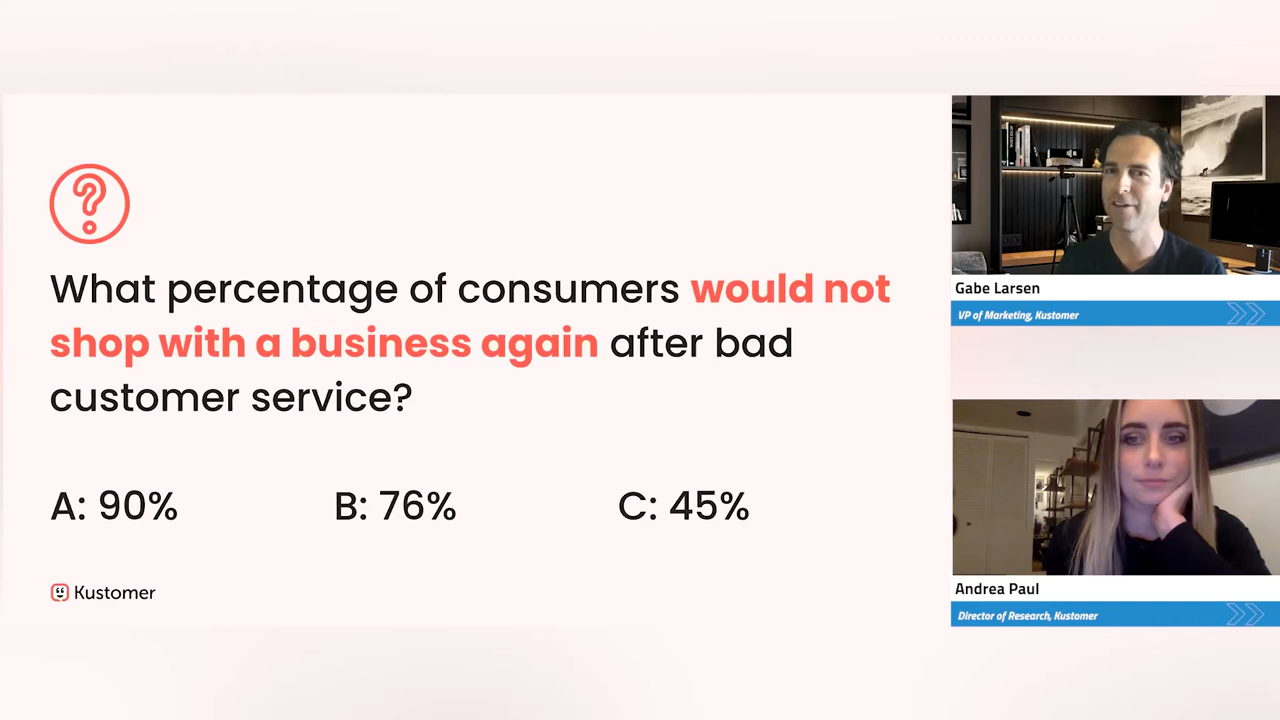 What percentage of consumers would not
shop with a business again after bad
customer service?
A: 90%
B: 76%
C: 45%
Kustomer
Gabe Larsen
VP of Marketing, Kustomer
Andrea Paul
Director of Research, Kustomer